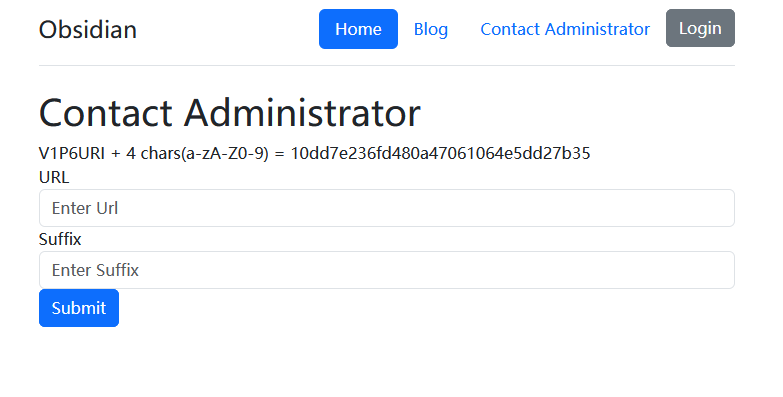 Obsidian Home Blog Contact Administrator Login
Contact Administrator
V1P6URI + 4 chars(a-zA-Z0-9) = 10dd7e236fd480a47061064e5dd27b35
URL
Enter Url
Suffix
Enter Suffix
Submit